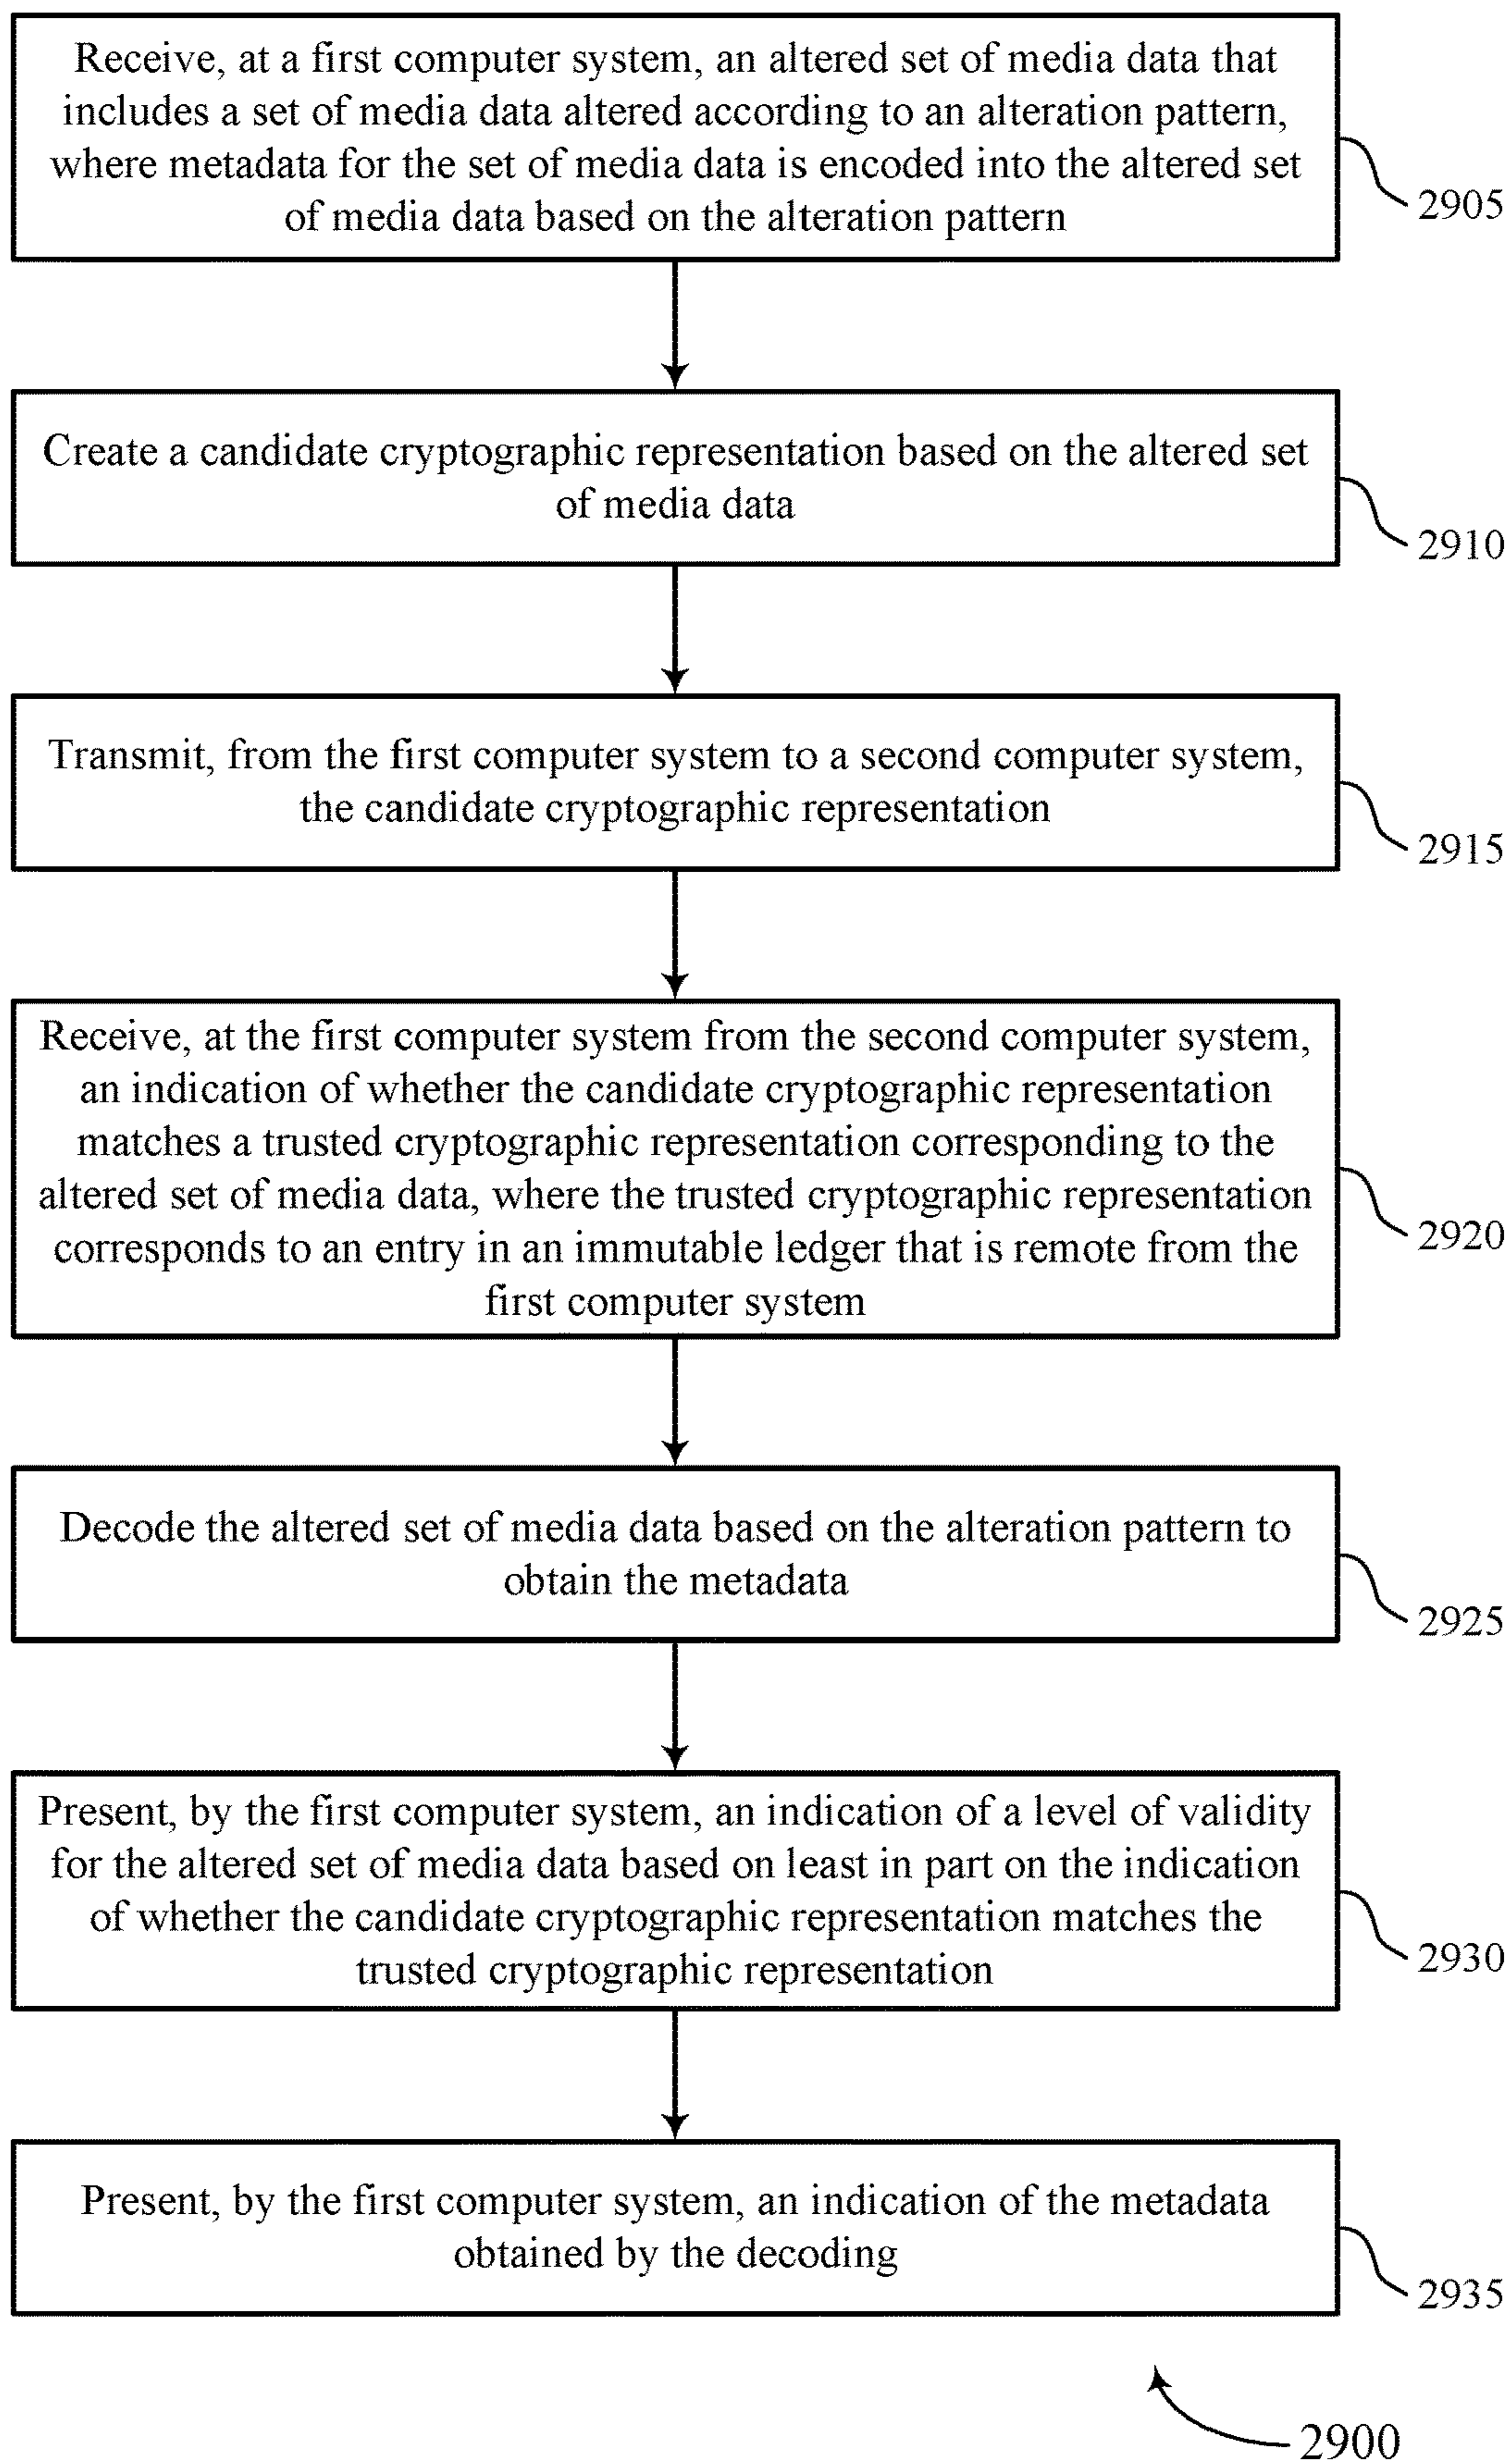 Receive, at a first computer system, an altered set of media data that
includes a set of media data altered according to an alteration pattern,
where metadata for the set of media data is encoded into the altered set
of media data based on the alteration pattern
2905
Create a candidate cryptographic representation based on the altered set
of media data
2910
Transmit, from the first computer system to a second computer system,
the candidate cryptographic representation
2915
Receive, at the first computer system from the second computer system,
an indication of whether the candidate cryptographic representation
matches a trusted cryptographic representation corresponding to the
altered set of media data, where the trusted cryptographic representation
corresponds to an entry in an immutable ledger that is remote from the
first computer system
2920
Decode the altered set of media data based on the alteration pattern to
obtain the metadata
2925
Present, by the first computer system, an indication of a level of validity
for the altered set of media data based on least in part on the indication
of whether the candidate cryptographic representation matches the
trusted cryptographic representation
2930
Present, by the first computer system, an indication of the metadata
obtained by the decoding
2935
2900